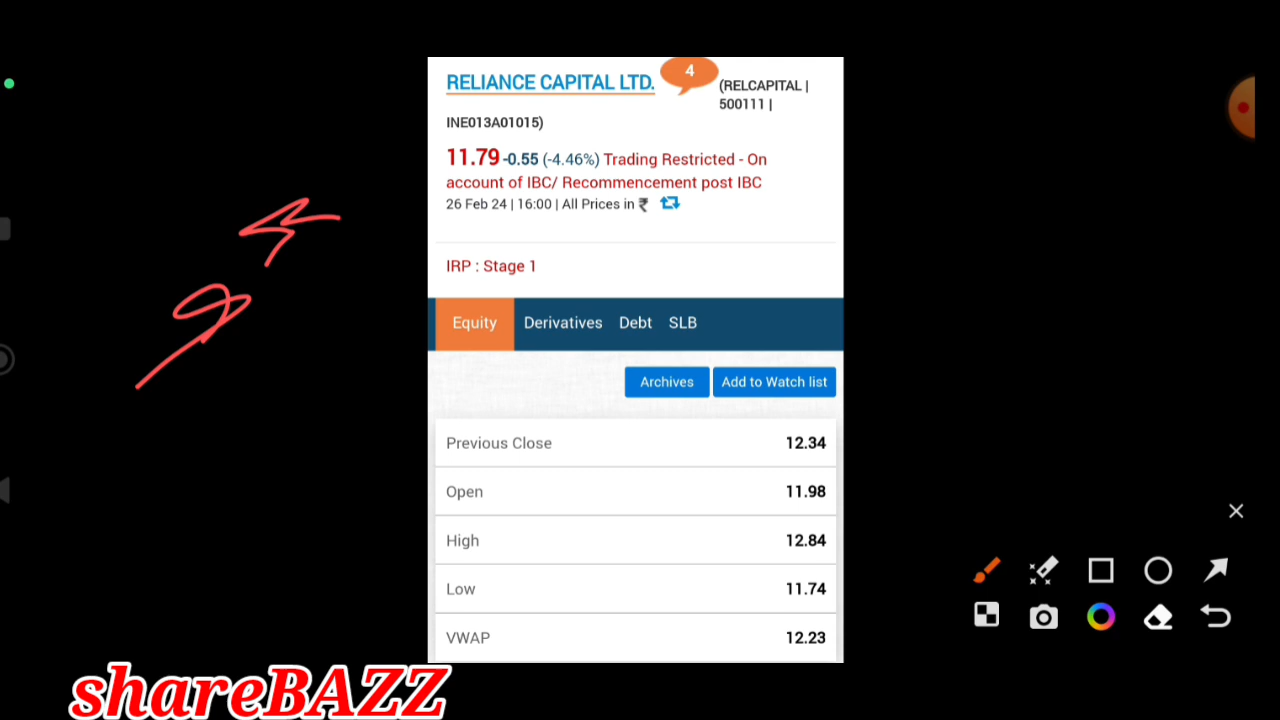 RELIANCE CAPITAL LTD.
4
(RELCAPITAL |
500111 |
INE013A01015)
11.79 -0.55 (-4.46%) Trading Restricted - On
account of IBC/ Recommencement post IBC
26 Feb 24 | 16:00 | All Prices in ₹
IRP : Stage 1
Equity Derivatives Debt SLB
Archives Add to Watch list
Previous Close 12.34
Open 11.98
High 12.84
Low 11.74
VWAP 12.23
shareBAZZ